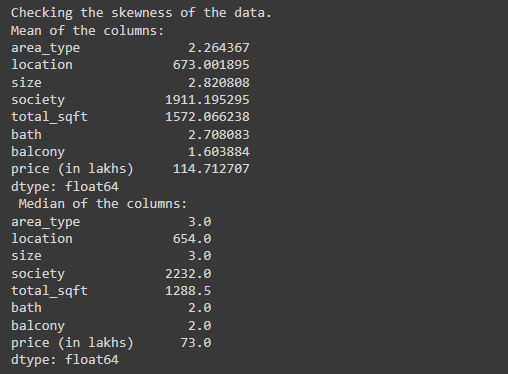 Checking the skewness of the data.
Mean of the columns:
area_type 2.264367
location 673.001895
size 2.820808
society 1911.195295
total_sqft 1572.066238
bath 2.708083
balcony 1.603884
price (in lakhs) 114.712707
dtype: float64
Median of the columns:
area_type 3.0
location 654.0
size 3.0
society 2232.0
total_sqft 1288.5
bath 2.0
balcony 2.0
price (in lakhs) 73.0
dtype: float64